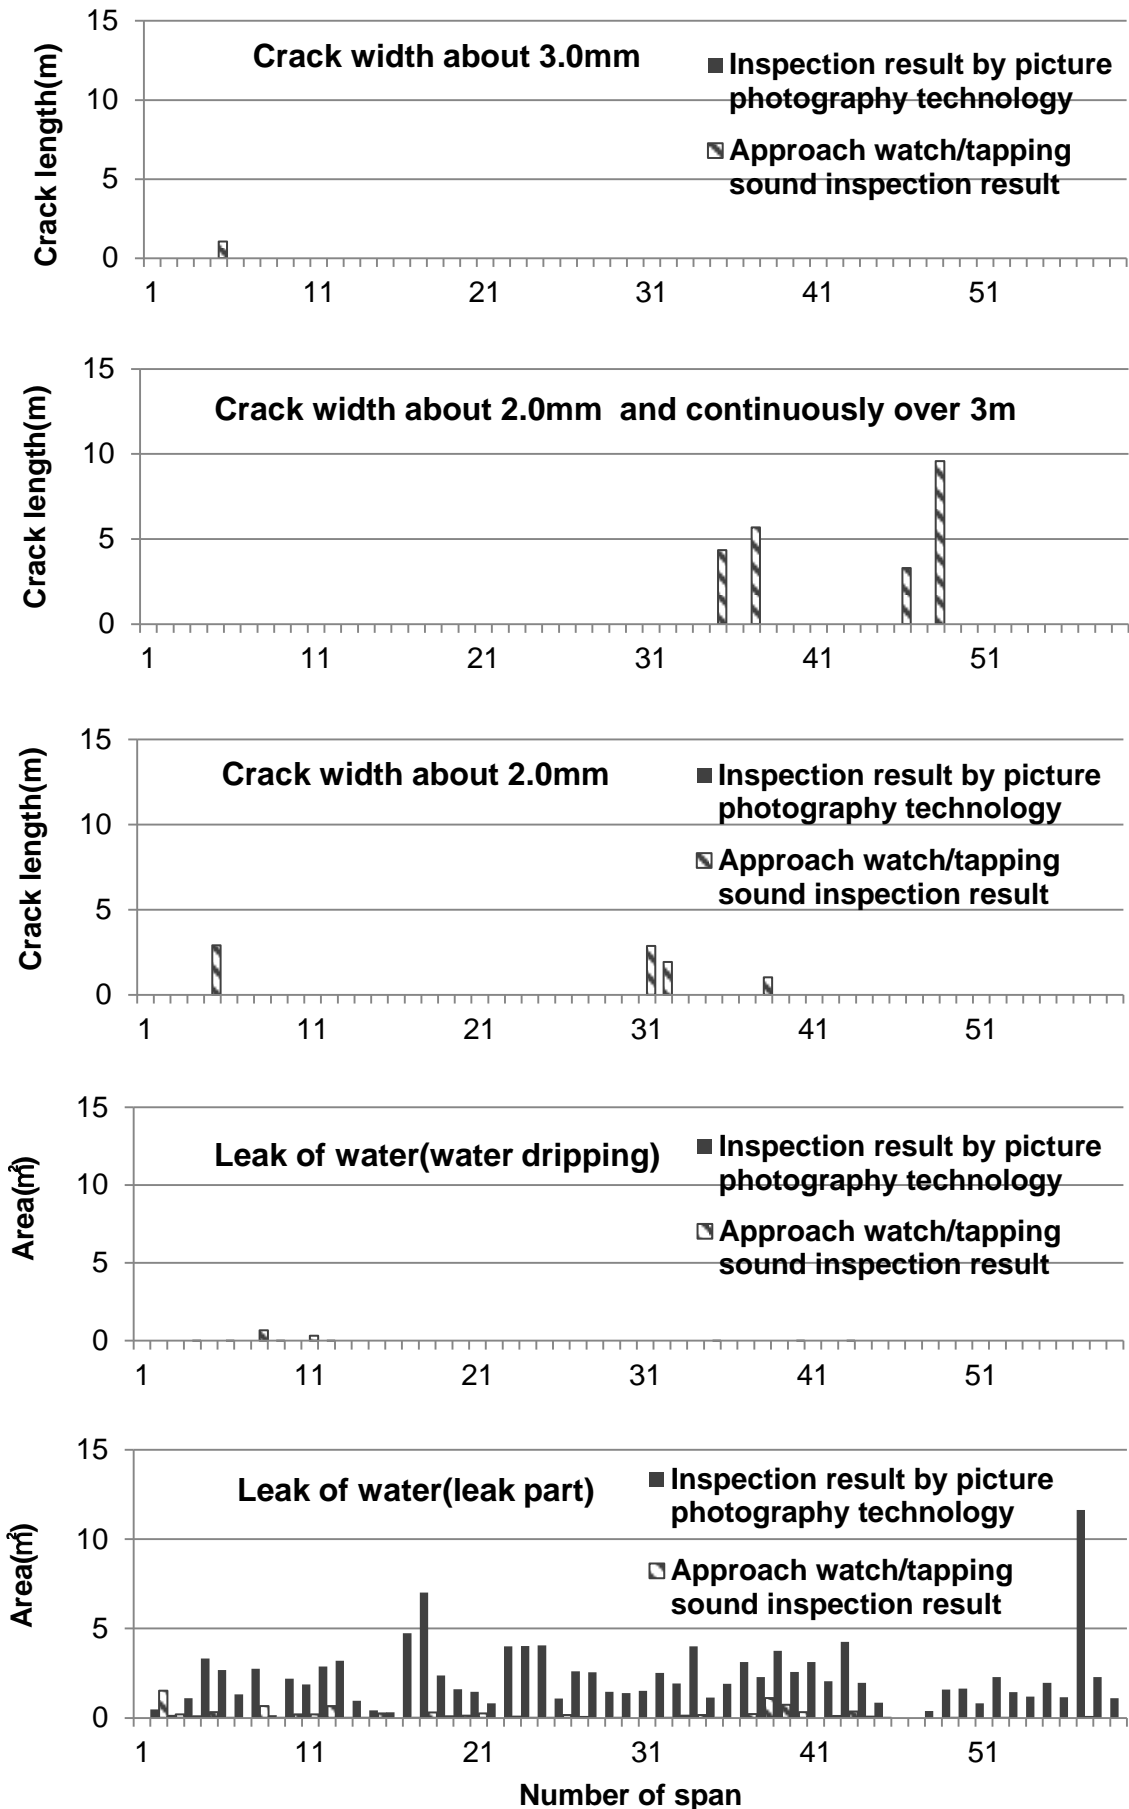 15
Crack width about 3.0mm
Inspection result by picture
photography technology
10
Approach watch/tapping
sound inspection result
5
0
Crack length(m)
1 11 21 31 41 51
15
Crack width about 2.0mm  and continuously over 3m
10
5
0
Crack length(m)
1 11 21 31 41 51
15
Crack width about 2.0mm
Inspection result by picture
photography technology
10
Approach watch/tapping
sound inspection result
5
0
Crack length(m)
1 11 21 31 41 51
15
Leak of water(water dripping)
Inspection result by picture
photography technology
10
Approach watch/tapping
sound inspection result
5
0
Area(㎡)
1 11 21 31 41 51
15
Leak of water(leak part)
Inspection result by picture
photography technology
10
Approach watch/tapping
sound inspection result
5
0
Area(㎡)
1 11 21 31 41 51
Number of span